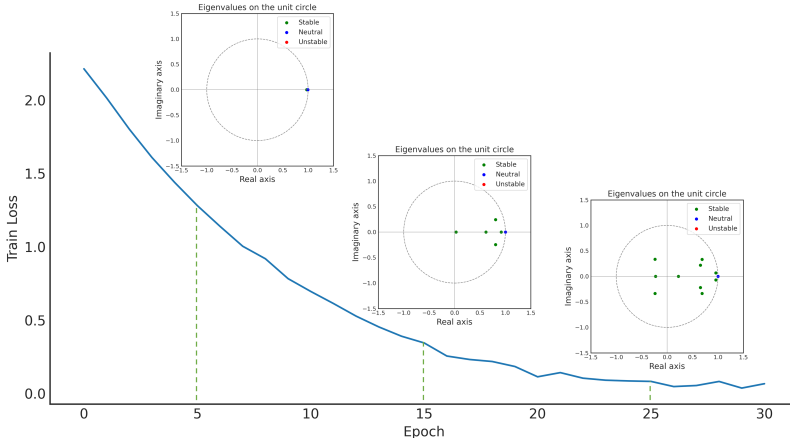 Eigenvalues on the unit circle
1.5
1.0
0.5
0.0
−0.5
−1.0
−1.5
−1.5 −1.0 −0.5 0.0 0.5 1.0 1.5
Imaginary axis
Real axis
Stable
Neutral
Unstable
Eigenvalues on the unit circle
1.5
1.0
0.5
0.0
−0.5
−1.0
−1.5
−1.5 −1.0 −0.5 0.0 0.5 1.0 1.5
Imaginary axis
Real axis
Stable
Neutral
Unstable
Eigenvalues on the unit circle
1.5
1.0
0.5
0.0
−0.5
−1.0
−1.5
−1.5 −1.0 −0.5 0.0 0.5 1.0 1.5
Imaginary axis
Real axis
Stable
Neutral
Unstable
Train Loss
2.0
1.5
1.0
0.5
0.0
0 5 10 15 20 25 30
Epoch